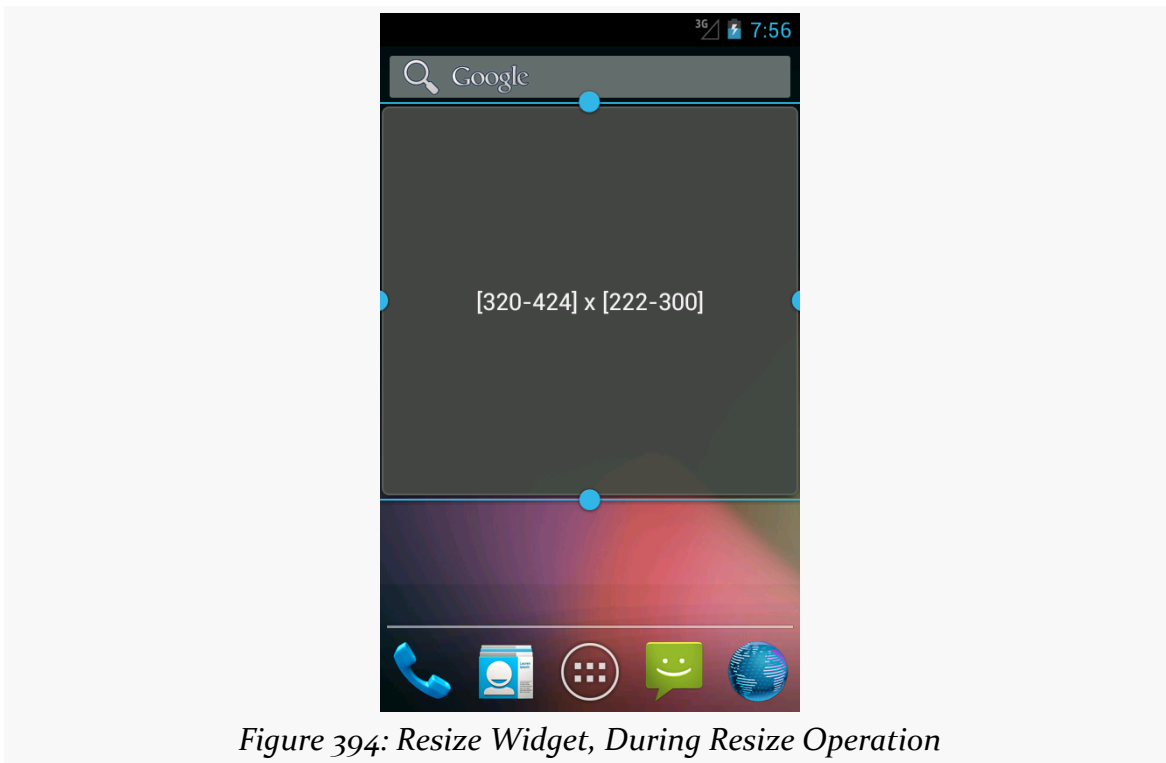 3G 7:56
Google
[320-424] x [222-300]
Figure 394: Resize Widget, During Resize Operation